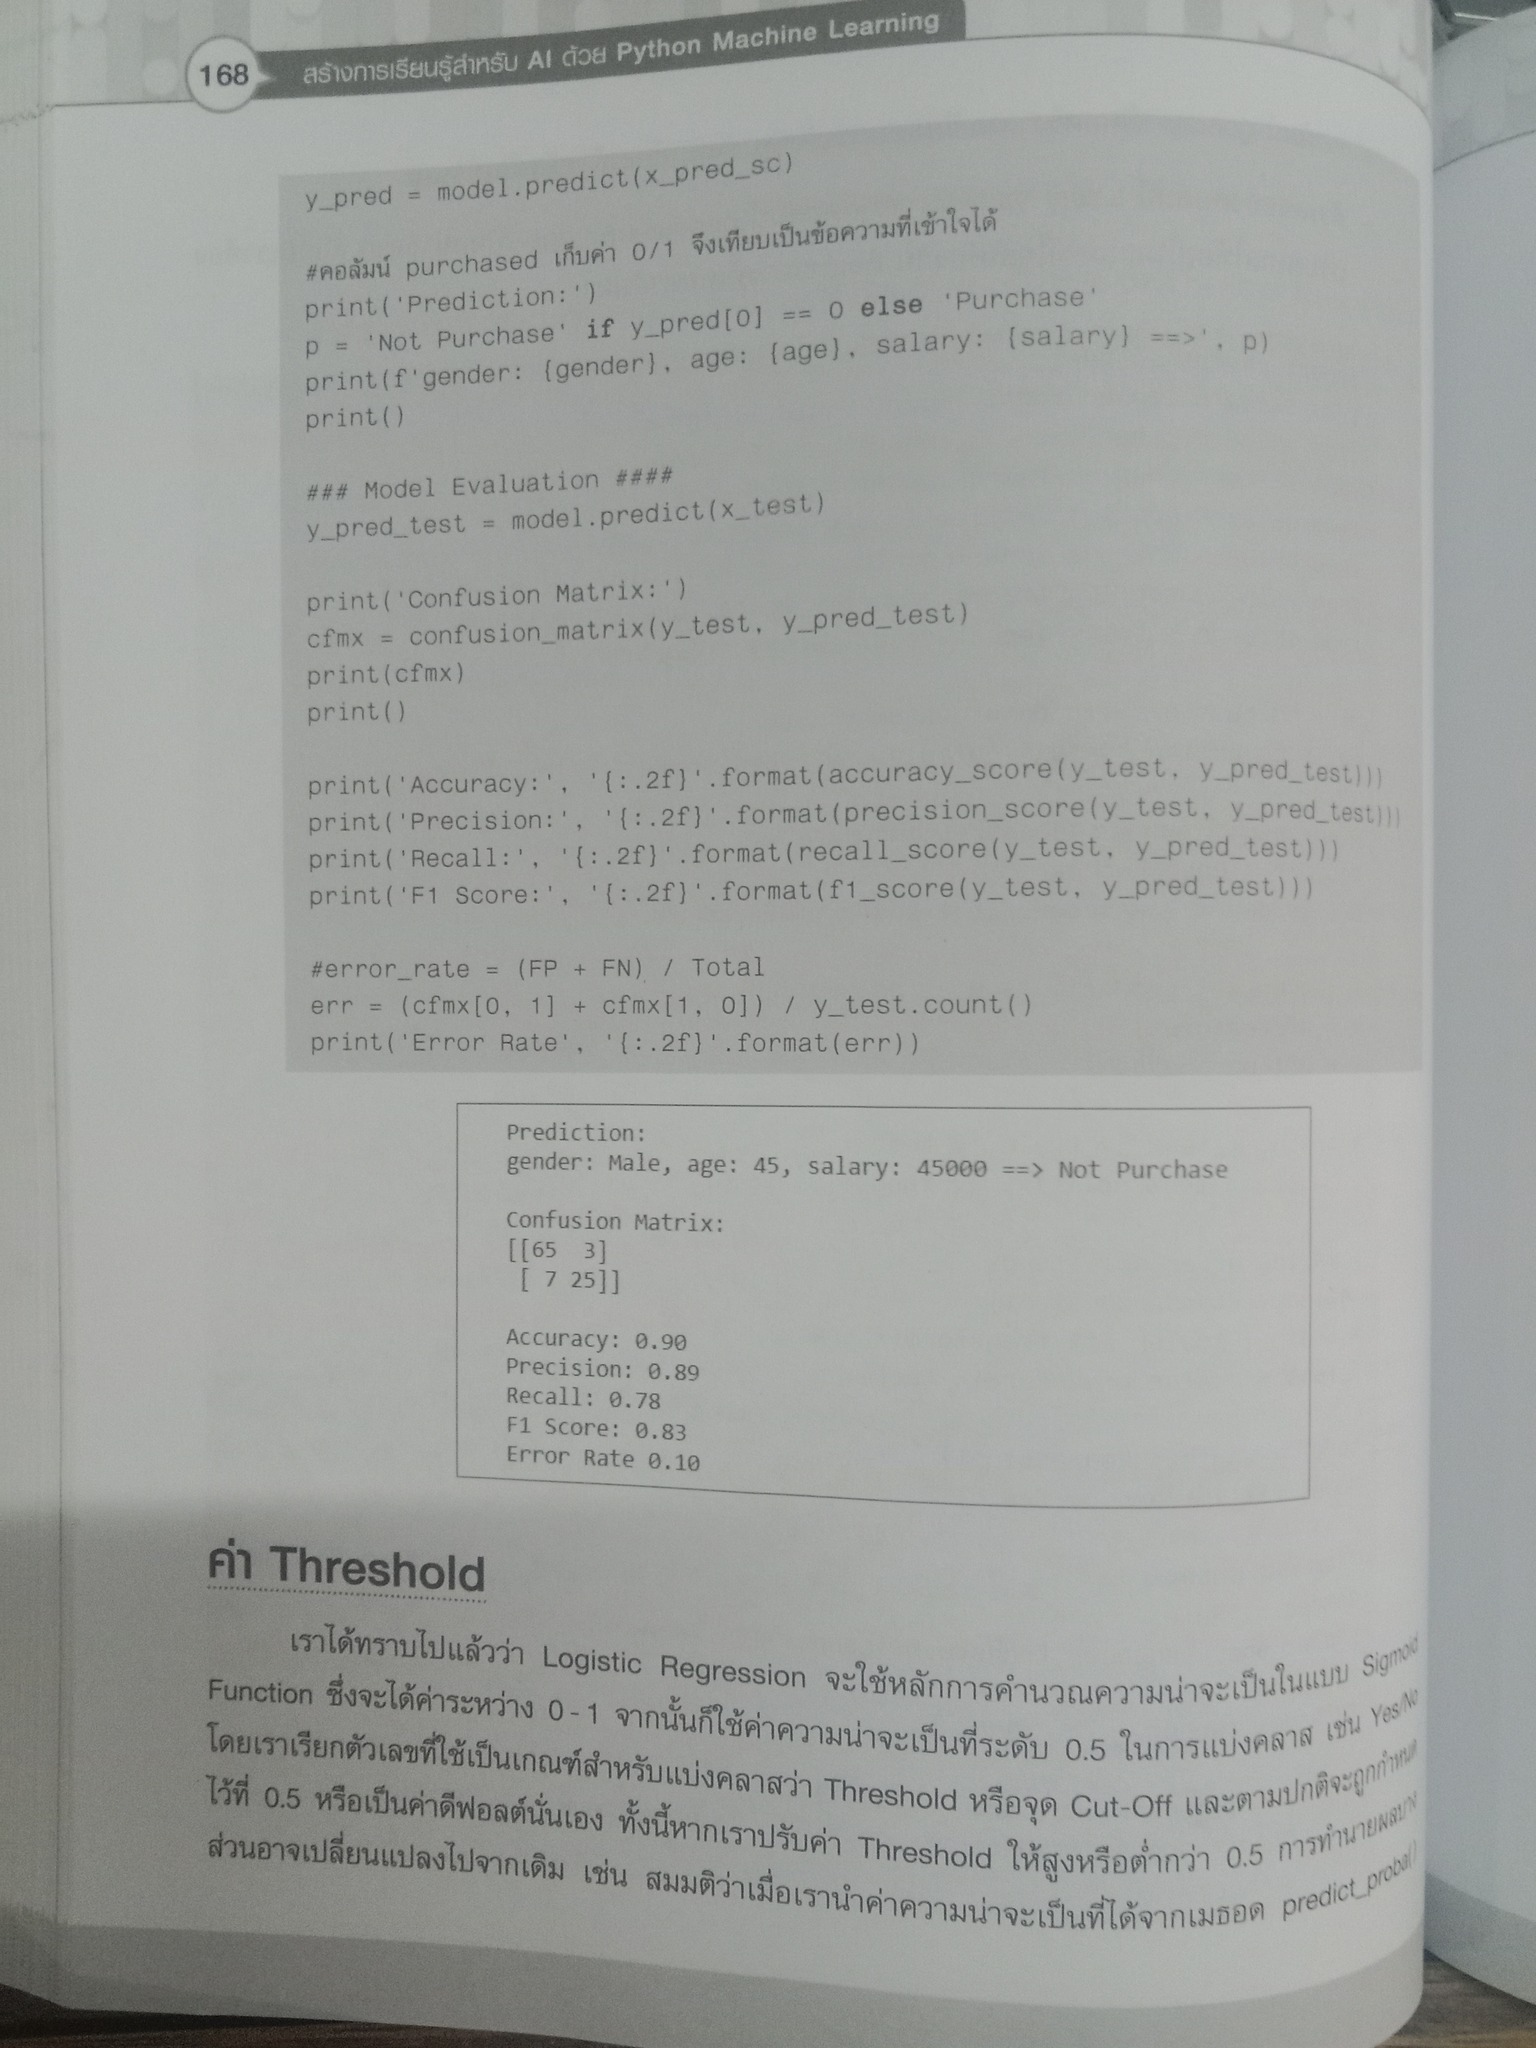 168
สร้างการเรียนรู้สำหรับ AI ด้วย Python Machine Learning
y_pred = model.predict(x_pred_sc)
#คอลัมน์ purchased เก็บค่า 0/1 จึงเทียบเป็นข้อความที่เข้าใจได้
print('Prediction:')
p = 'Not Purchase' if y_pred[0] == 0 else 'Purchase'
print(f'gender: {gender}, age: {age}, salary: {salary} ==>', p)
print()
### Model Evaluation ####
y_pred_test = model.predict(x_test)
print('Confusion Matrix:')
cfmx = confusion_matrix(y_test, y_pred_test)
print(cfmx)
print()
print('Accuracy:', '{:.2f}'.format(accuracy_score(y_test, y_pred_test)))
print('Precision:', '{:.2f}'.format(precision_score(y_test, y_pred_test)))
print('Recall:', '{:.2f}'.format(recall_score(y_test, y_pred_test)))
print('F1 Score:', '{:.2f}'.format(f1_score(y_test, y_pred_test)))
#error_rate = (FP + FN) / Total
err = (cfmx[0, 1] + cfmx[1, 0]) / y_test.count()
print('Error Rate', '{:.2f}'.format(err))
Prediction:
gender: Male, age: 45, salary: 45000 ==> Not Purchase
Confusion Matrix:
[[65  3]
 [ 7 25]]
Accuracy: 0.90
Precision: 0.89
Recall: 0.78
F1 Score: 0.83
Error Rate 0.10
ค่า Threshold
เราได้ทราบไปแล้วว่า Logistic Regression จะใช้หลักการคำนวณความน่าจะเป็นในแบบ Sigmoid
Function ซึ่งจะได้ค่าระหว่าง 0 - 1 จากนั้นก็ใช้ค่าความน่าจะเป็นที่ระดับ 0.5 ในการแบ่งคลาส เช่น Yes/No
โดยเราเรียกตัวเลขที่ใช้เป็นเกณฑ์สำหรับแบ่งคลาสว่า Threshold หรือจุด Cut-Off และตามปกติจะถูกกำหนด
ไว้ที่ 0.5 หรือเป็นค่าดีฟอลต์นั่นเอง ทั้งนี้หากเราปรับค่า Threshold ให้สูงหรือต่ำกว่า 0.5 การทำนายผลบาง
ส่วนอาจเปลี่ยนแปลงไปจากเดิม เช่น สมมติว่าเมื่อเรานำค่าความน่าจะเป็นที่ได้จากเมธอด predict_proba()